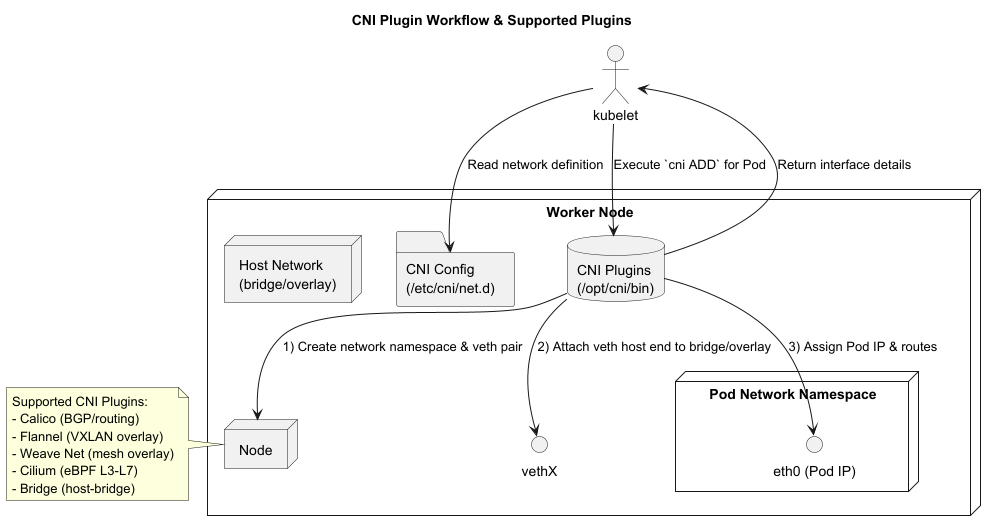 CNI Plugin Workflow & Supported Plugins
kubelet
Read network definition
Execute `cni ADD` for Pod
Return interface details
Worker Node
Host Network
(bridge/overlay)
CNI Config
(/etc/cni/net.d)
CNI Plugins
(/opt/cni/bin)
1) Create network namespace & veth pair
2) Attach veth host end to bridge/overlay
3) Assign Pod IP & routes
Supported CNI Plugins:
- Calico (BGP/routing)
- Flannel (VXLAN overlay)
- Weave Net (mesh overlay)
- Cilium (eBPF L3-L7)
- Bridge (host-bridge)
Node
vethX
Pod Network Namespace
eth0 (Pod IP)